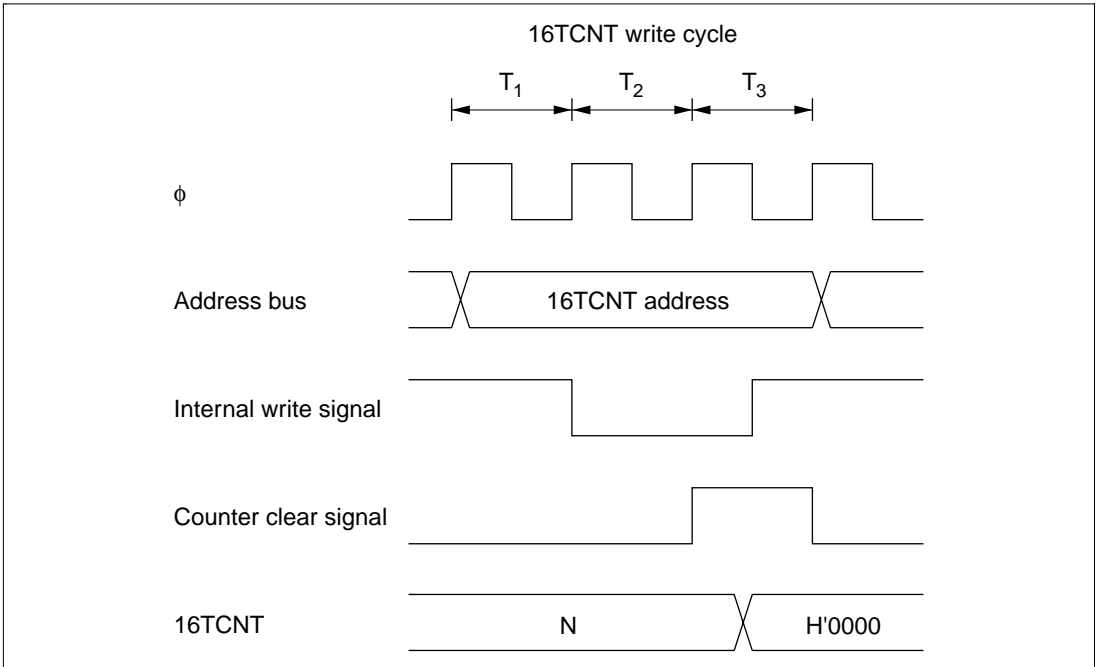 16TCNT write cycle
T1 T2 T3
φ
Address bus
16TCNT address
Internal write signal
Counter clear signal
16TCNT
N
H'0000